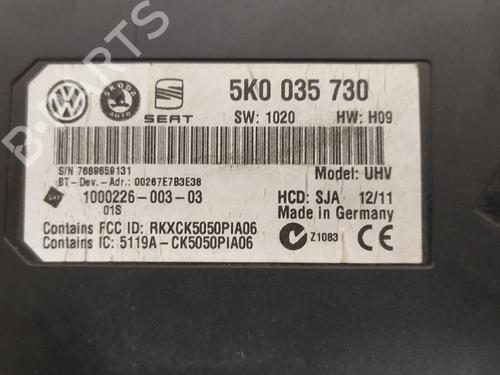 5K0 035 730
SKODA
AUTO
SEAT
SW: 1020 HW: H09
S/N 7669659131
Model: UHV
BT-Dev.-Adr.: 00267E7B3E38
1000226-003-03
HCD: SJA 12/11
01S
Made in Germany
Contains FCC ID: RKXCK5050PIA06
Contains IC: 5119A-CK5050PIA06
Z1083
CE
B-PARTS